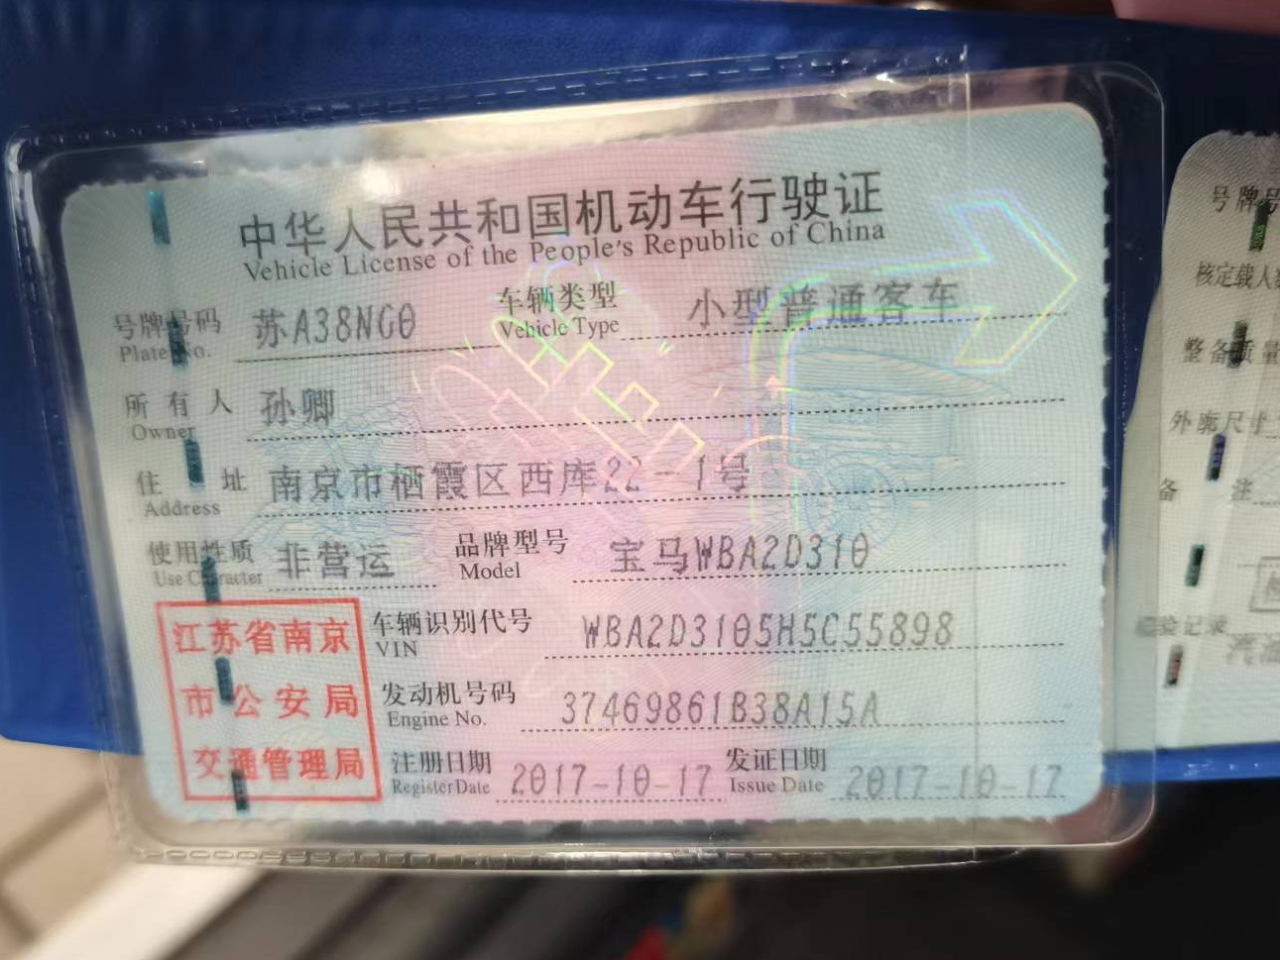 中华人民共和国机动车行驶证
Vehicle License of the People's Republic of China
号牌号码 苏A38NG0 车辆类型 小型普通客车
Plate No. Vehicle Type
所有人 孙卿
Owner
住址 南京市栖霞区西库22-1号
Address
使用性质 非营运 品牌型号 宝马WBA2D310
Use Character Model
江苏省南京
市公安局
交通管理局
车辆识别代号 WBA2D3105H5C55898
VIN
发动机号码 37469861B38A15A
Engine No.
注册日期 2017-10-17 发证日期 2017-10-17
Register Date Issue Date
号牌号
核定载人
整备质量
外廓尺寸
备注
验记录
汽油